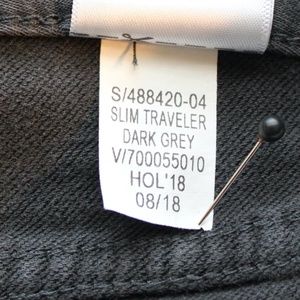 S/488420-04
SLIM TRAVELER
DARK GREY
V/700055010
HOL'18
08/18